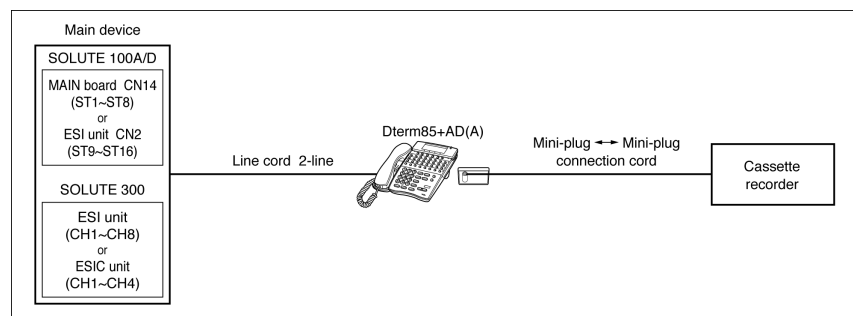 Main device
SOLUTE 100A/D
MAIN board CN14
(ST1~ST8)
or
ESI unit CN2
(ST9~ST16)
SOLUTE 300
ESI unit
(CH1~CH8)
or
ESIC unit
(CH1~CH4)
Line cord 2-line
Dterm85+AD(A)
Mini-plug ↔ Mini-plug
connection cord
Cassette
recorder